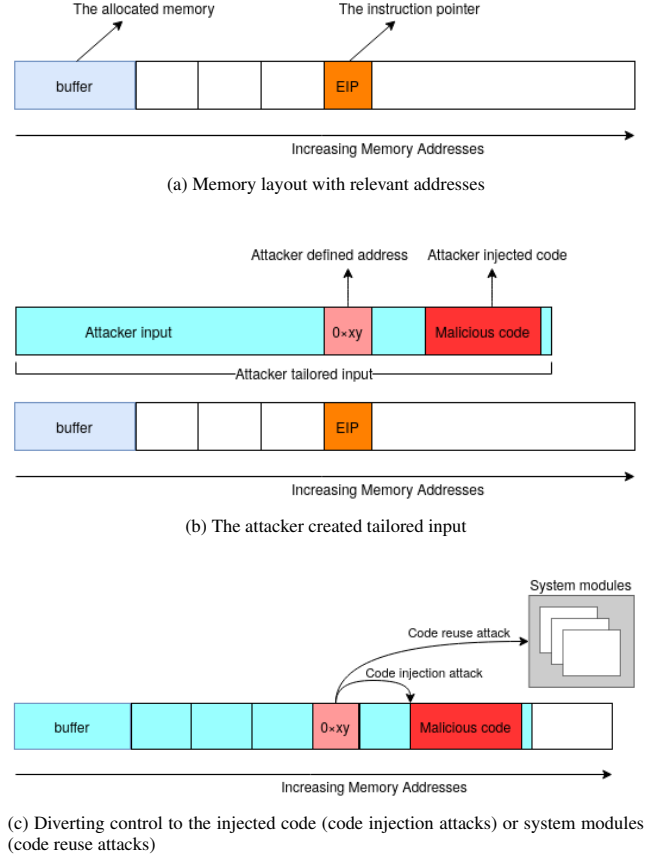 The allocated memory
The instruction pointer
buffer
EIP
Increasing Memory Addresses
(a) Memory layout with relevant addresses
Attacker defined address
Attacker injected code
Attacker input
0×xy
Malicious code
Attacker tailored input
buffer
EIP
Increasing Memory Addresses
(b) The attacker created tailored input
System modules
Code reuse attack
Code injection attack
buffer
0×xy
Malicious code
Increasing Memory Addresses
(c) Diverting control to the injected code (code injection attacks) or system modules
(code reuse attacks)